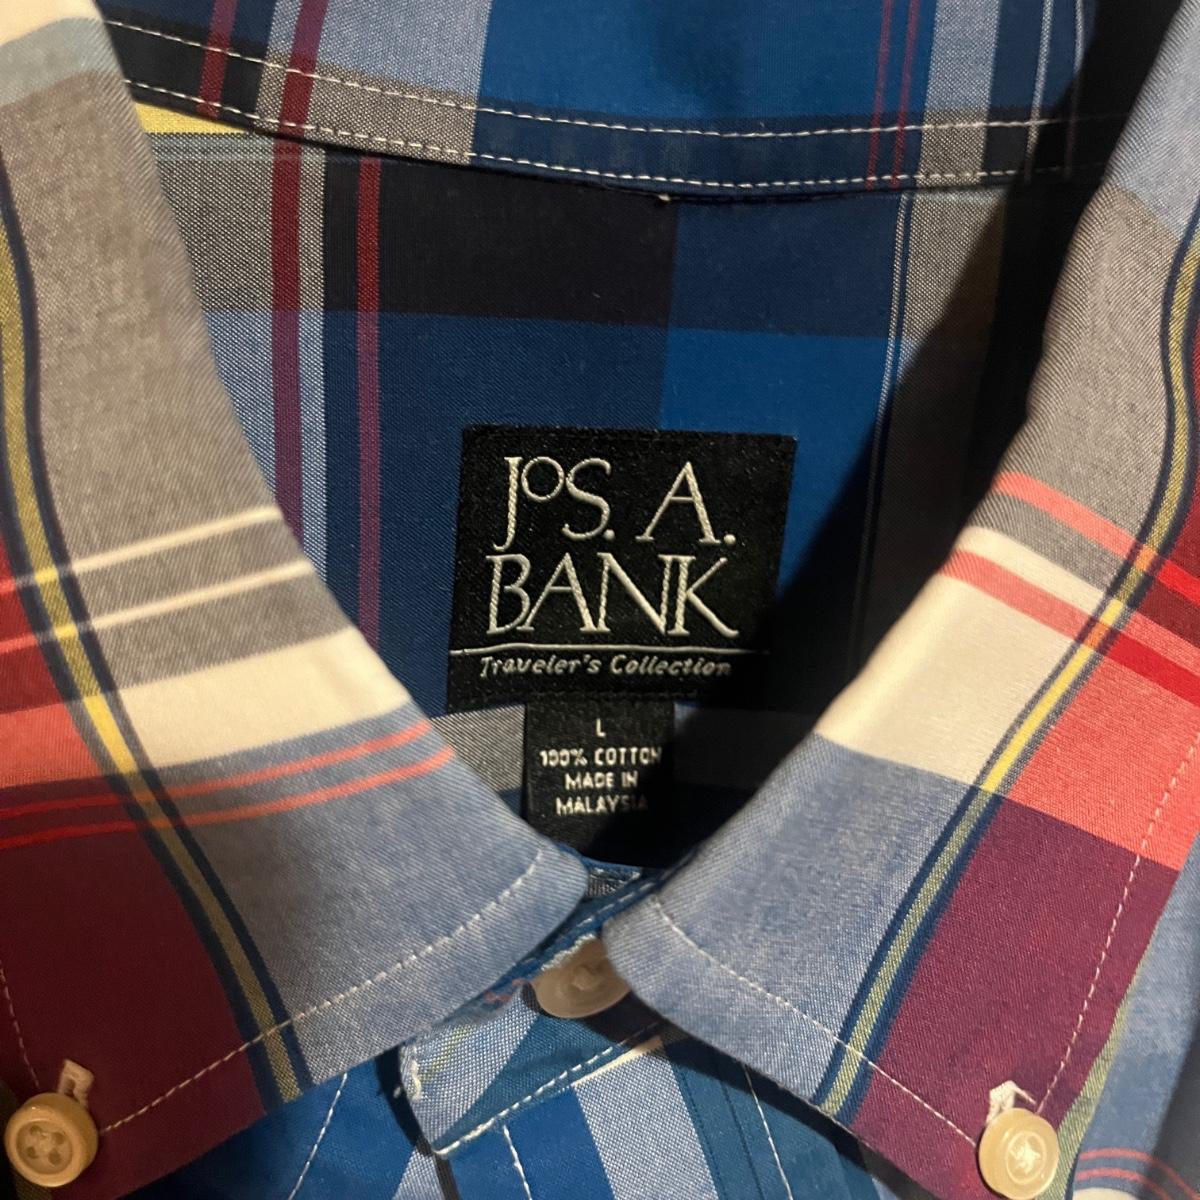 JOS. A.
BANK
Traveler's Collection
L
100% COTTON
MADE IN
MALAYSIA